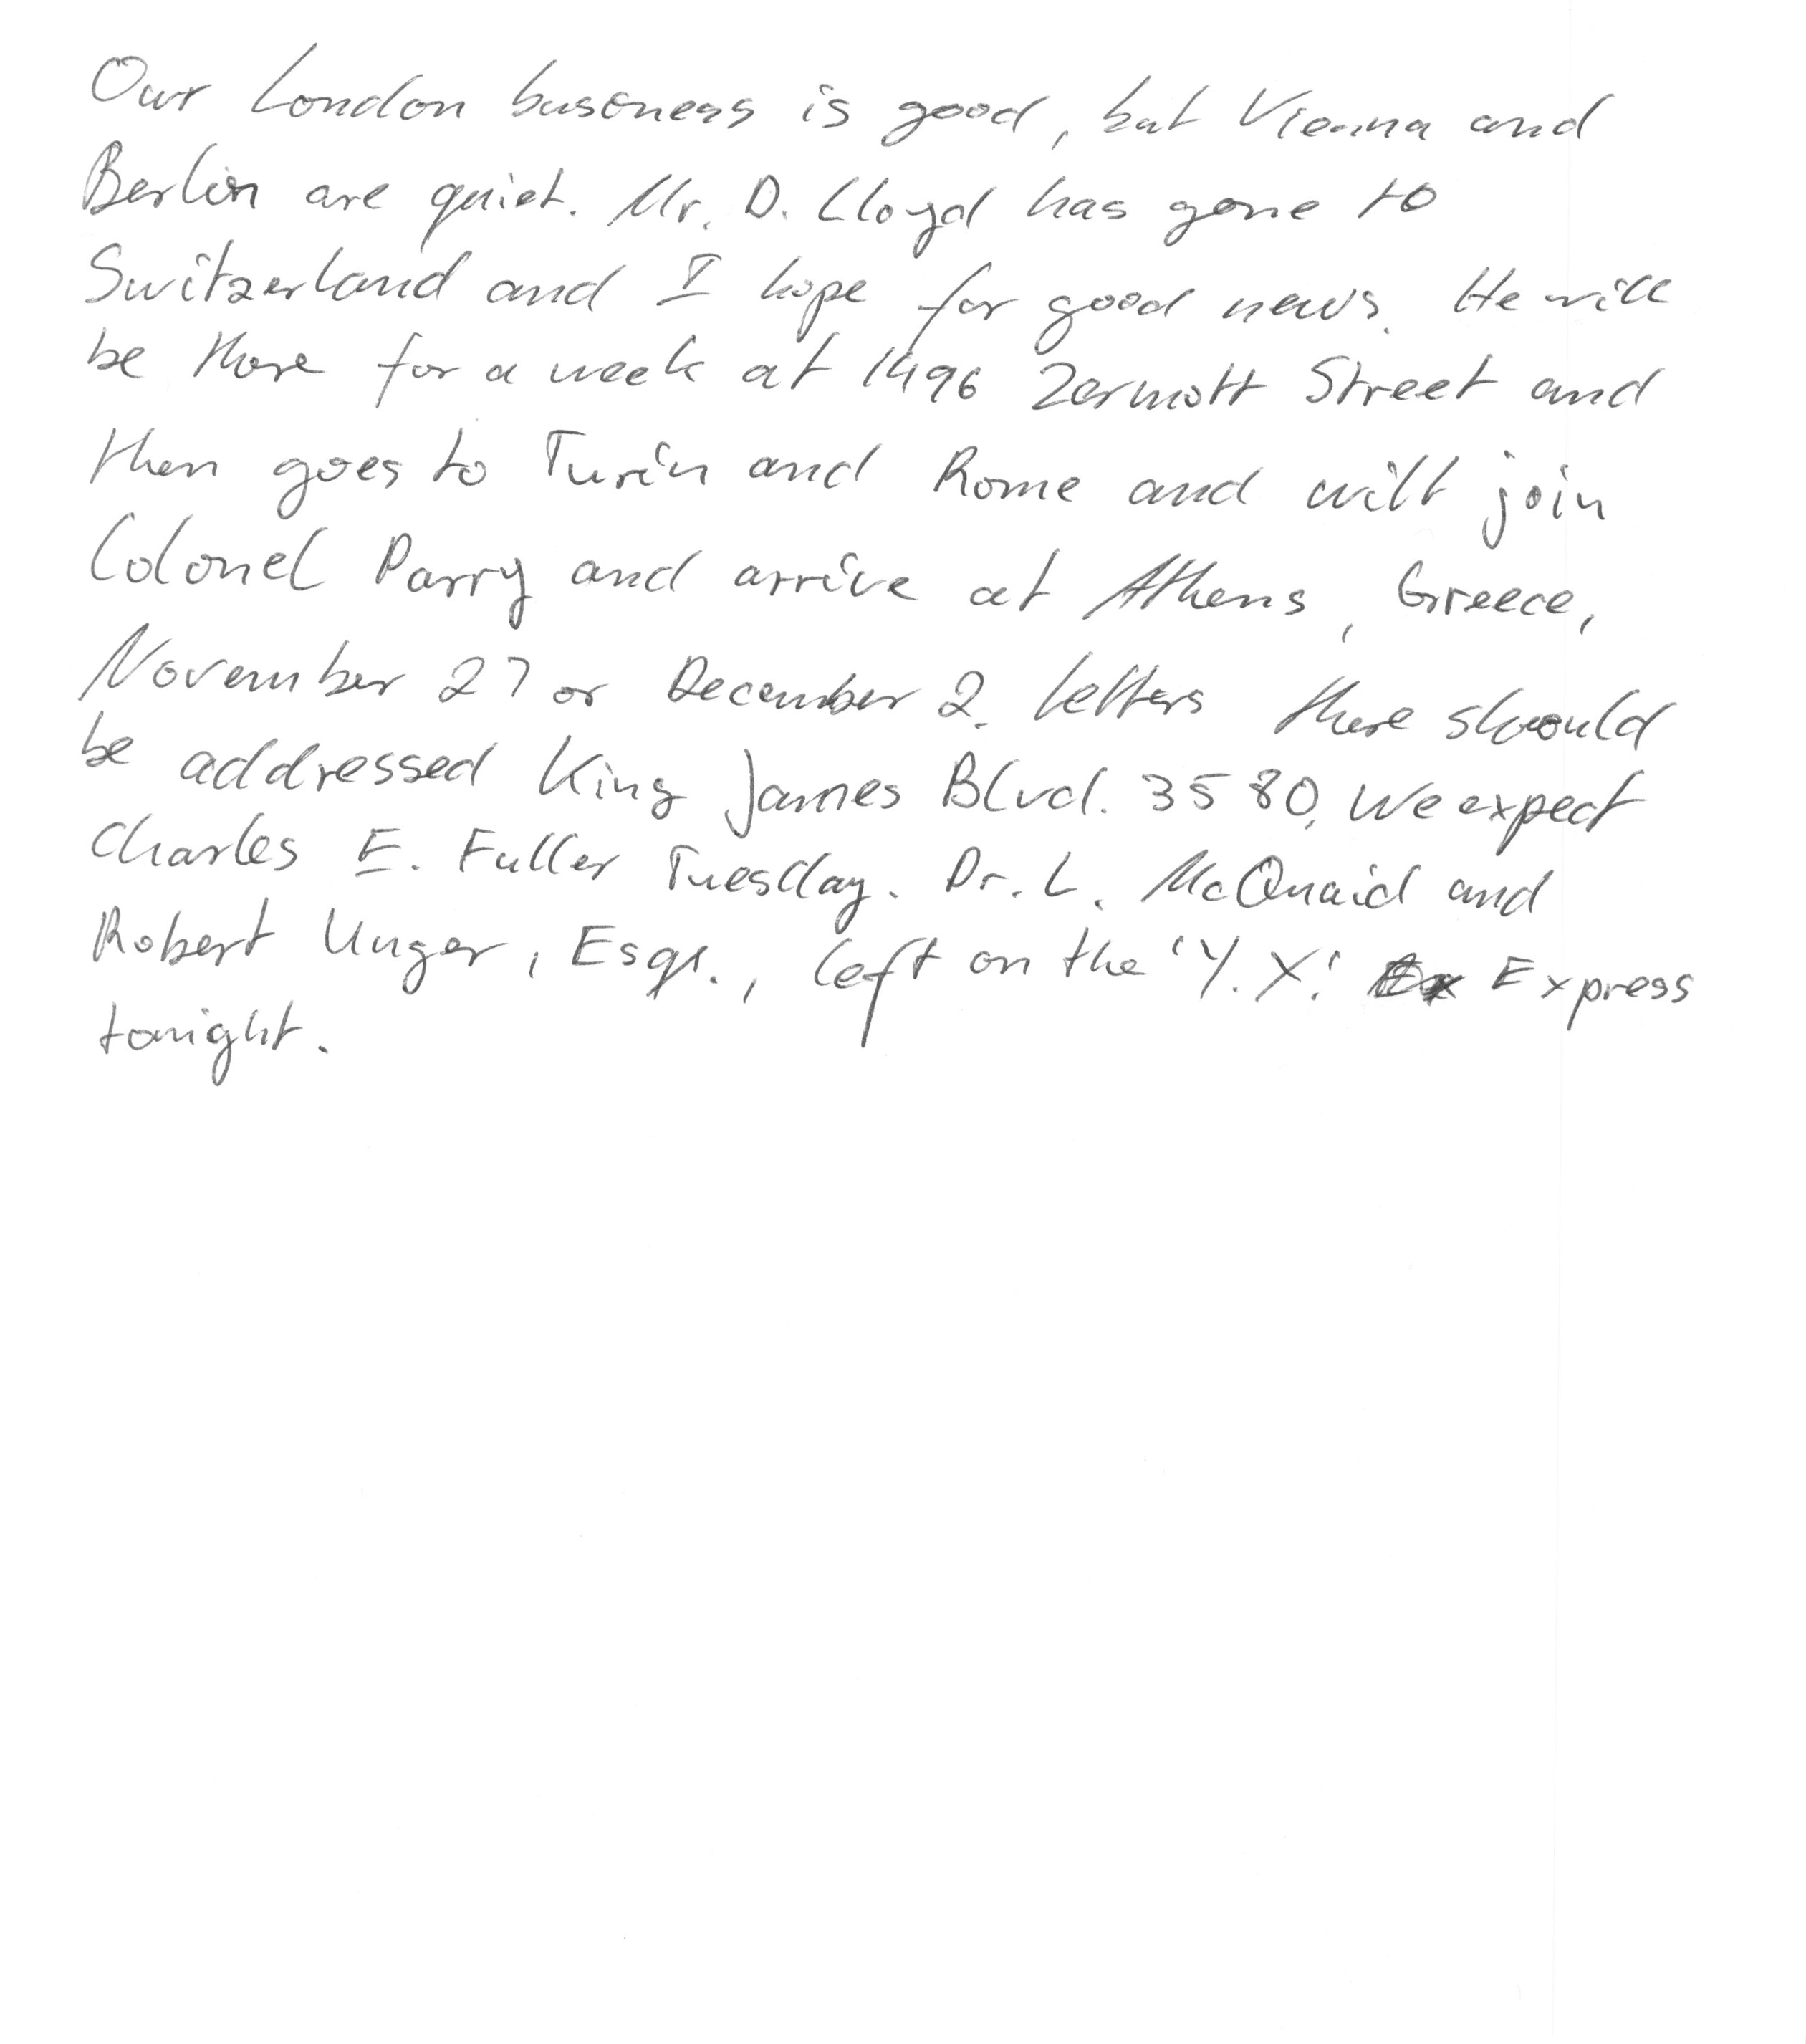 Our London business is good, but Vienna and
Berlin are quiet. Mr. D. Lloyd has gone to
Switzerland and I hope for good news. He will
be there for a week at 1496 Zermott Street and
then goes to Turin and Rome and will join
Colonel Parry and arrive at Athens, Greece,
November 27 or December 2. Letters there should
be addressed King James Blvd. 3580. We expect
Charles E. Fuller Tuesday. Dr. L. McQuaid and
Robert Unger, Esqr., left on the 'Y. X.' Express
tonight.